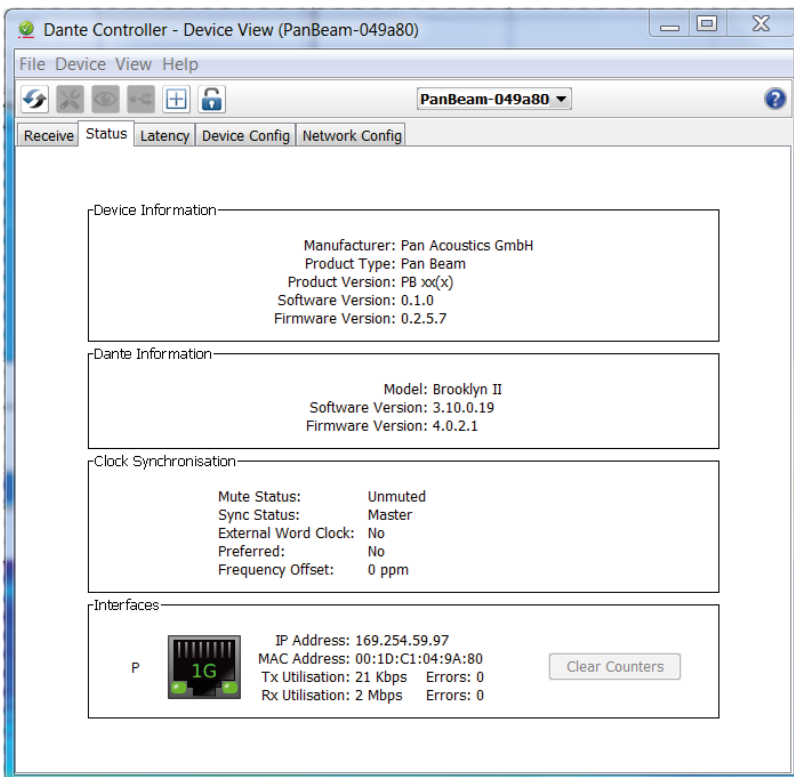 Dante Controller - Device View (PanBeam-049a80)
File Device View Help
PanBeam-049a80
Receive Status Latency Device Config Network Config
Device Information
Manufacturer: Pan Acoustics GmbH
Product Type: Pan Beam
Product Version: PB xx(x)
Software Version: 0.1.0
Firmware Version: 0.2.5.7
Dante Information
Model: Brooklyn II
Software Version: 3.10.0.19
Firmware Version: 4.0.2.1
Clock Synchronisation
Mute Status: Unmuted
Sync Status: Master
External Word Clock: No
Preferred: No
Frequency Offset: 0 ppm
Interfaces
IP Address: 169.254.59.97
P 1G MAC Address: 00:1D:C1:04:9A:80 Clear Counters
Tx Utilisation: 21 Kbps Errors: 0
Rx Utilisation: 2 Mbps Errors: 0